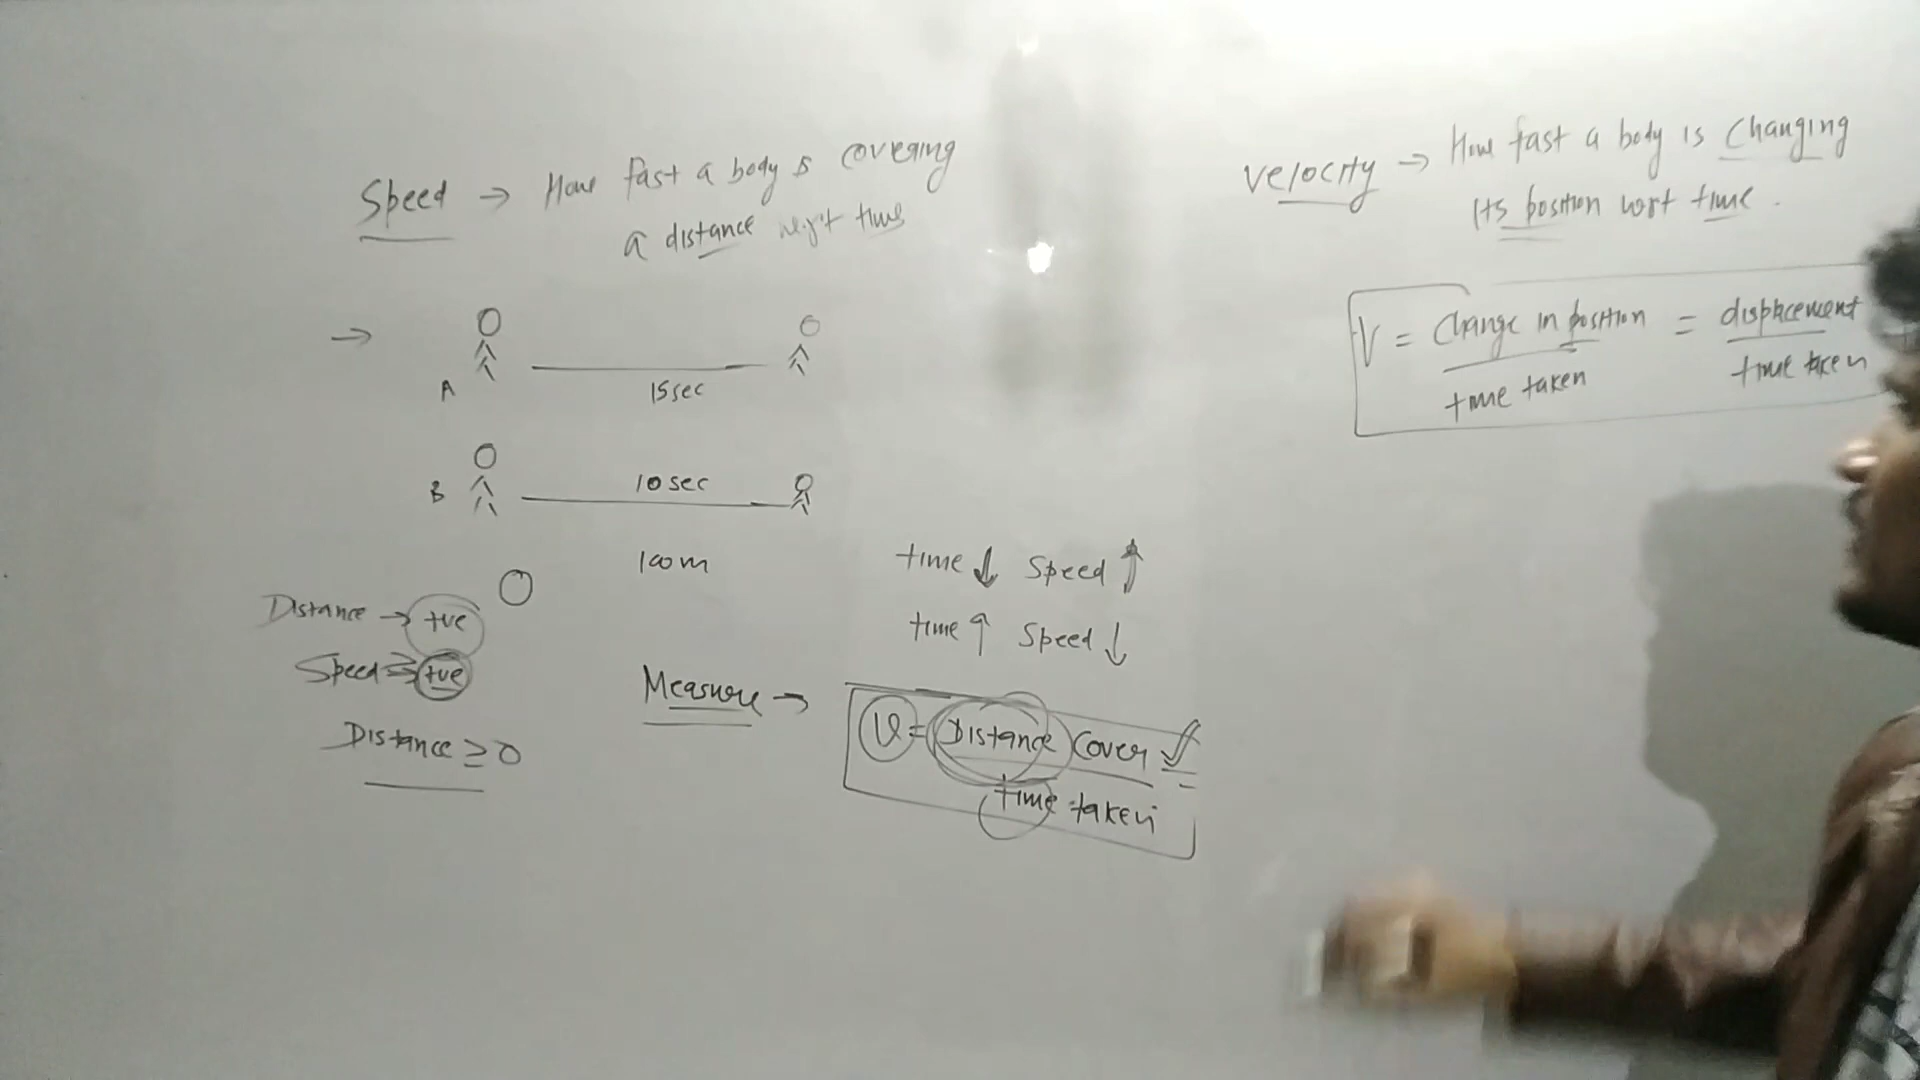 Speed → How fast a body is covering
a distance time
→
A
15sec
B
10 sec
100m
Distance → +ve
Speed ⇒ +ve
Distance ≥ 0
time ↓ Speed ↑
time ↑ Speed ↓
Measure →
v = Distance Cover
time taken
Velocity → How fast a body is Changing
its position wrt time.
V = Change in position = displacement
time taken time taken